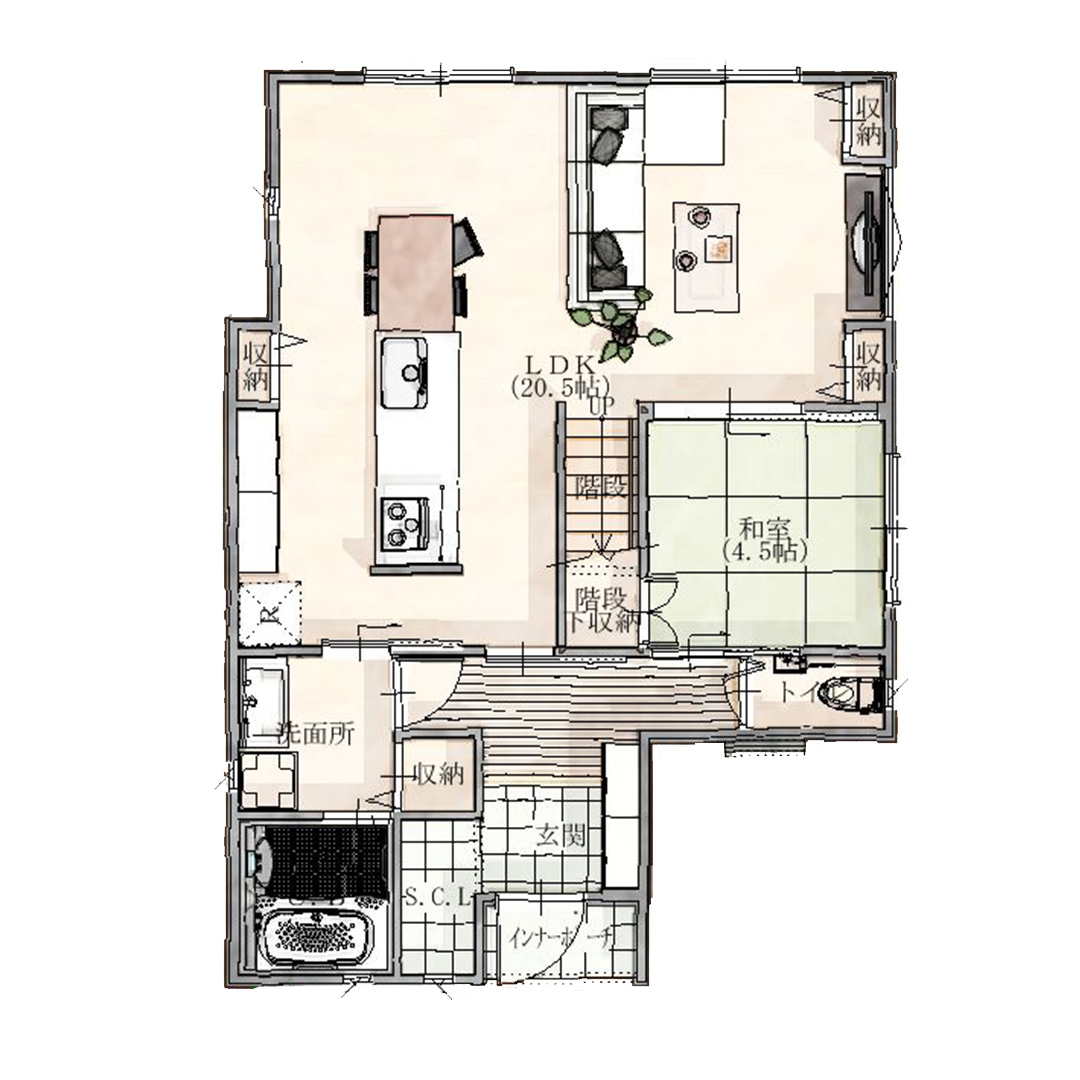 収納
ＬＤＫ
(20.5帖)
収納
収納
UP
階段
和室
(4.5帖)
階段
下収納
R
トイレ
洗面所
収納
玄関
S.C.L
インナーポーチ